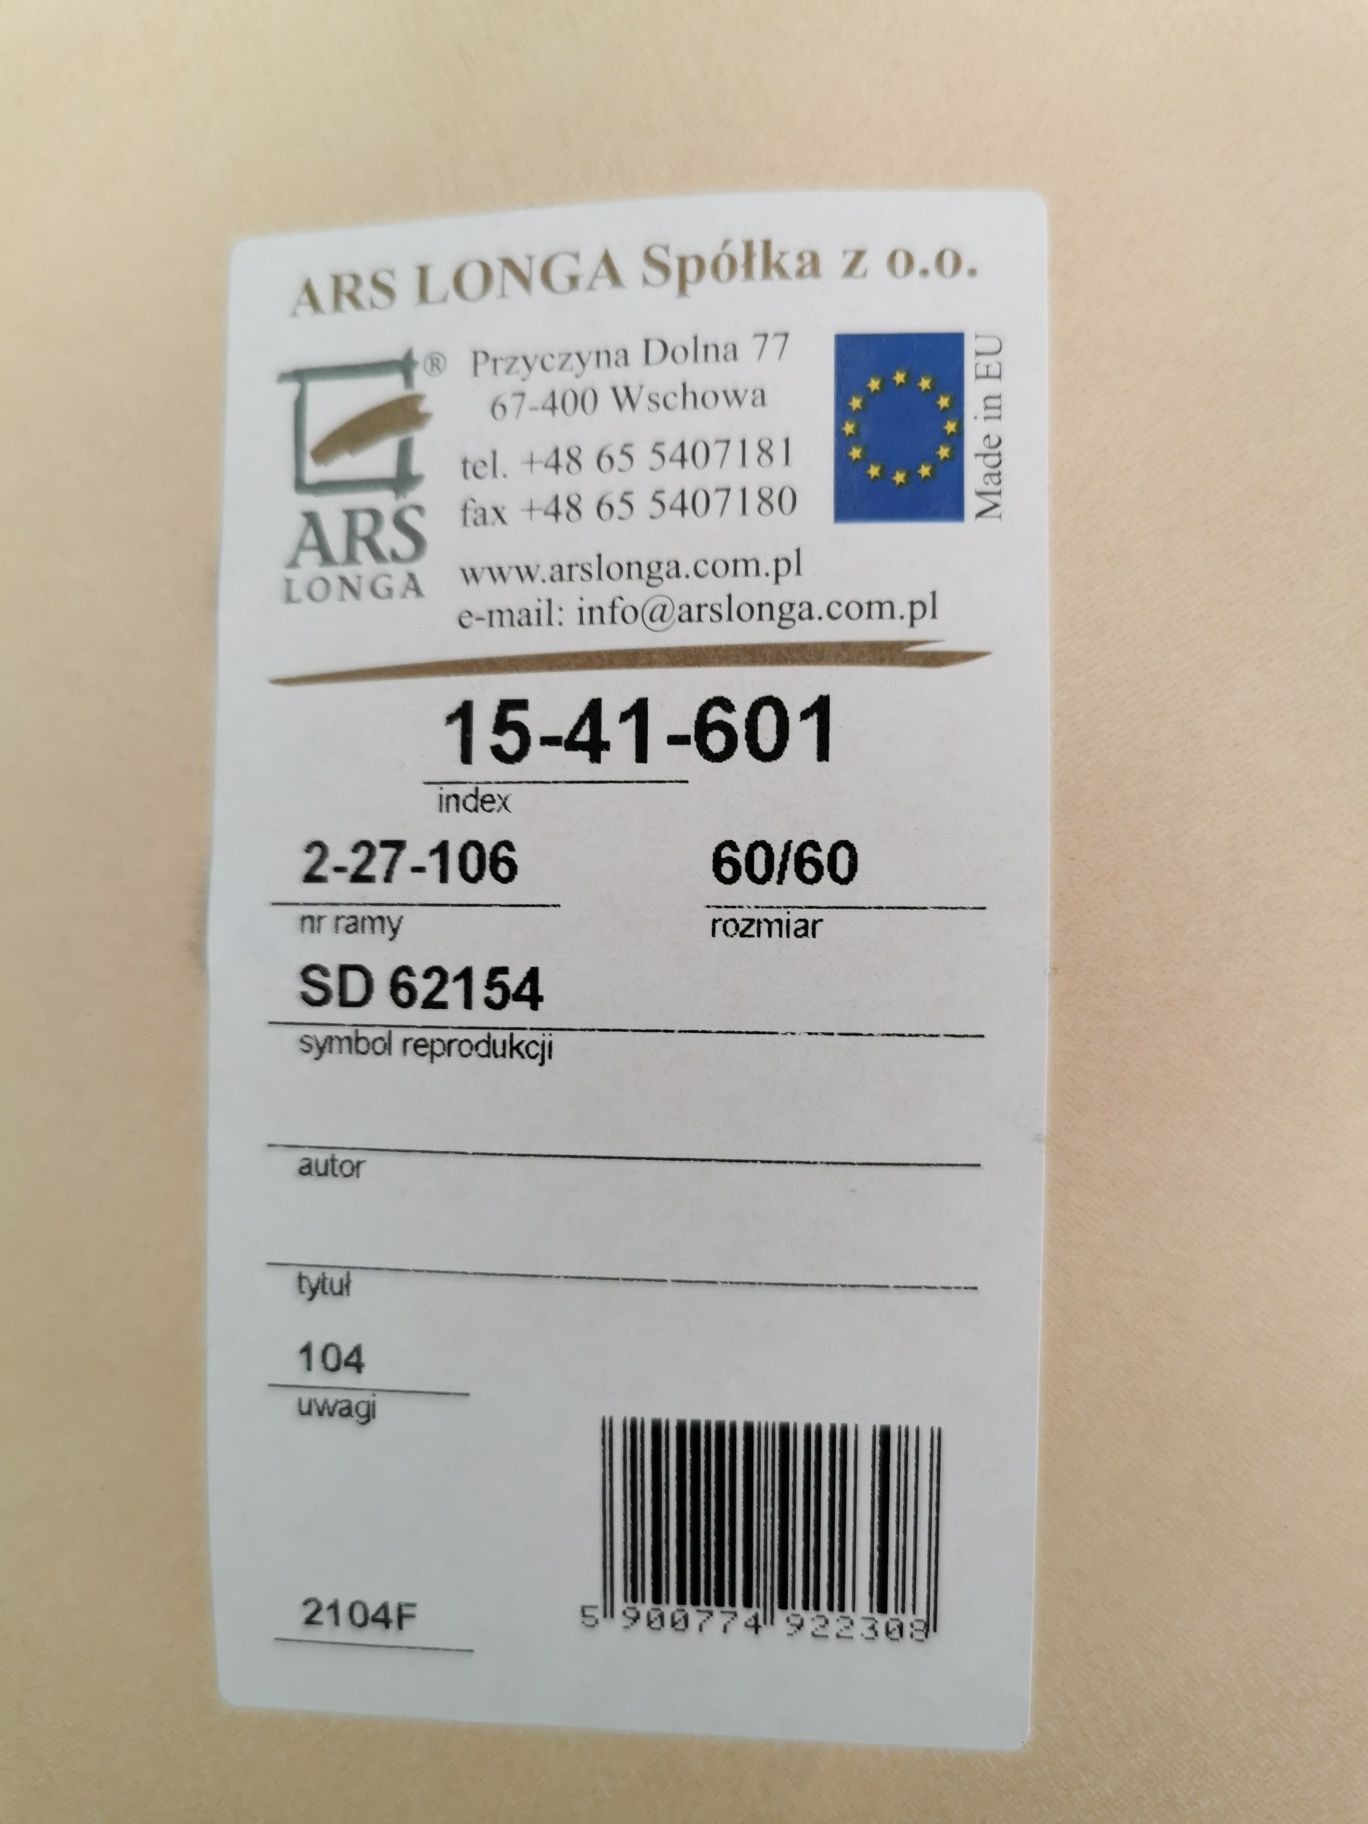 ARS LONGA Spółka z o.o.
®
ARS
LONGA
Przyczyna Dolna 77
67-400 Wschowa
tel. +48 65 5407181
fax +48 65 5407180
www.arslonga.com.pl
e-mail: info@arslonga.com.pl
Made in EU
15-41-601
index
2-27-106
nr ramy
60/60
rozmiar
SD 62154
symbol reprodukcji
autor
tytuł
104
uwagi
2104F
5 900774 922308